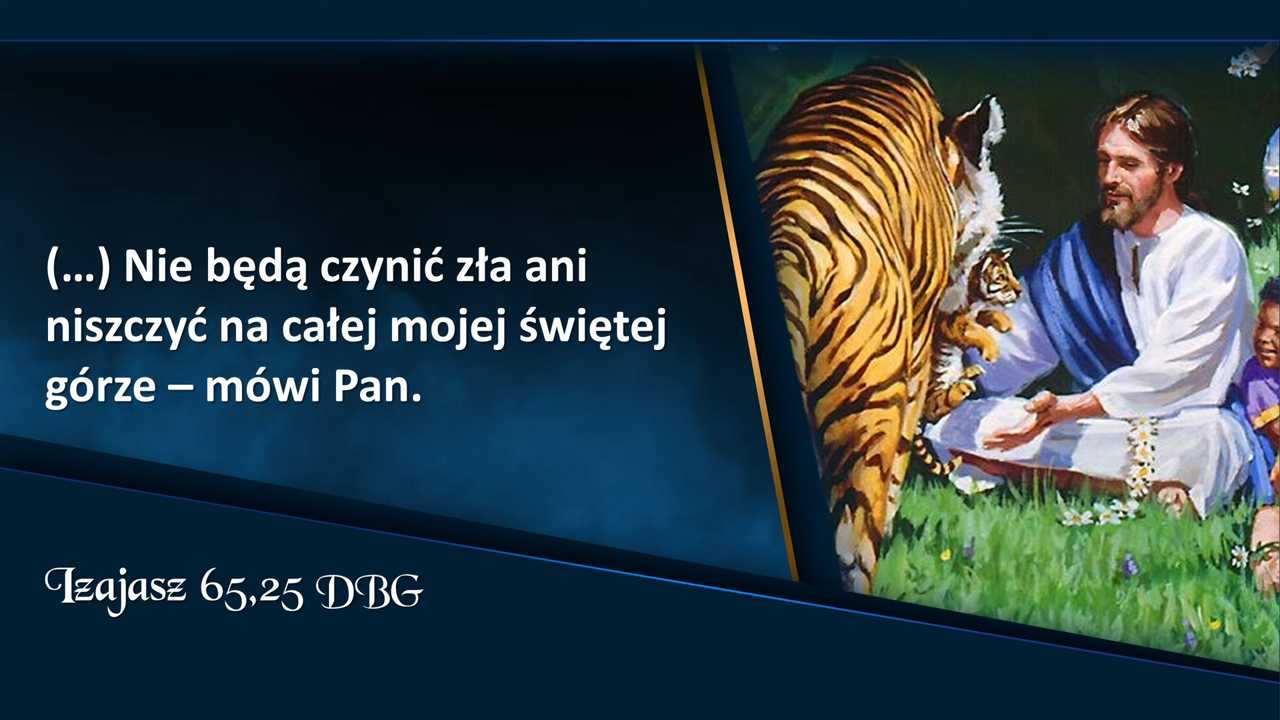 (…) Nie będą czynić zła ani
niszczyć na całej mojej świętej
górze – mówi Pan.
Izajasz 65,25 DBG